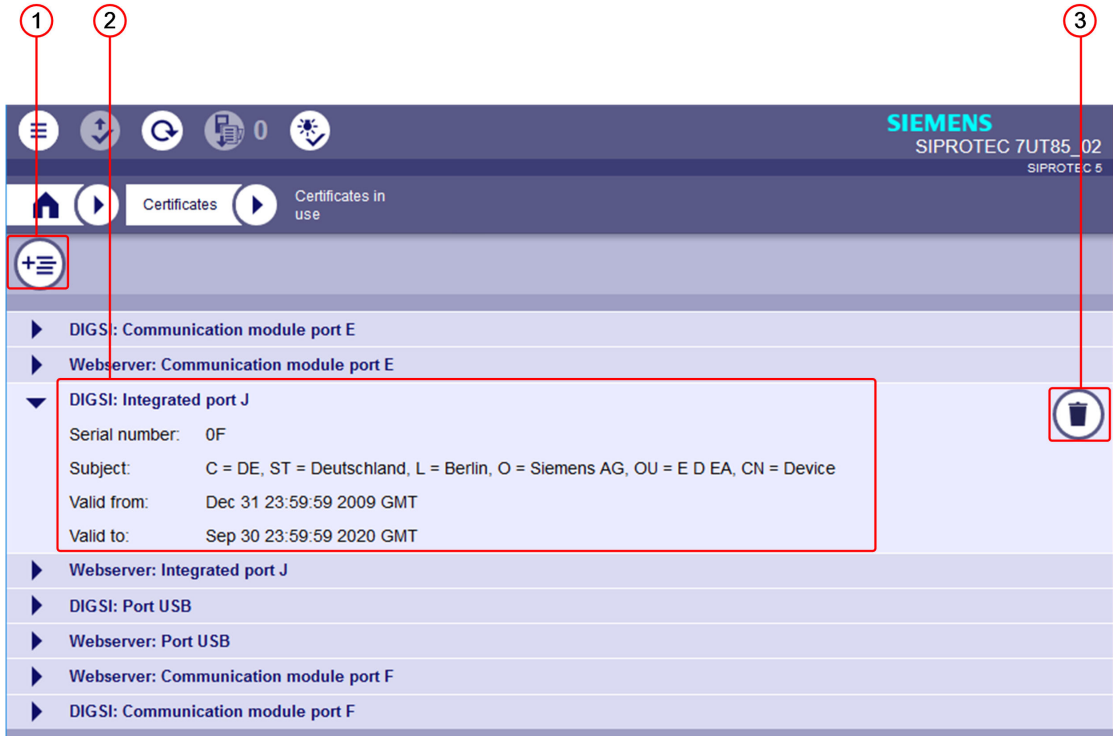 1 2 3
0
SIEMENS
SIPROTEC 7UT85_02
SIPROTEC 5
Certificates
Certificates in
use
DIGSI: Communication module port E
Webserver: Communication module port E
DIGSI: Integrated port J
Serial number: 0F
Subject: C = DE, ST = Deutschland, L = Berlin, O = Siemens AG, OU = E D EA, CN = Device
Valid from: Dec 31 23:59:59 2009 GMT
Valid to: Sep 30 23:59:59 2020 GMT
Webserver: Integrated port J
DIGSI: Port USB
Webserver: Port USB
Webserver: Communication module port F
DIGSI: Communication module port F